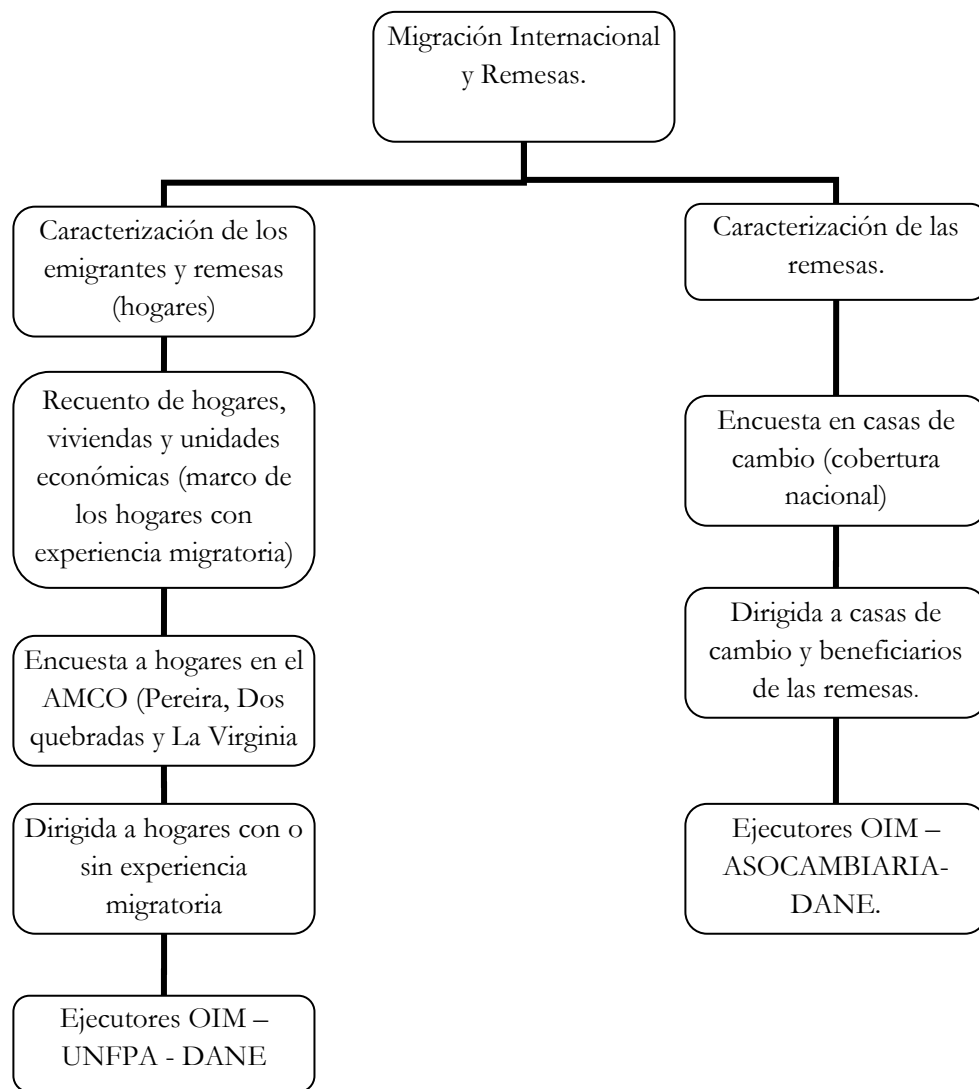 Migración Internacional
y Remesas.
Caracterización de los
emigrantes y remesas
(hogares)
Recuento de hogares,
viviendas y unidades
económicas (marco de
los hogares con
experiencia migratoria)
Encuesta a hogares en el
AMCO (Pereira, Dos
quebradas y La Virginia
Dirigida a hogares con o
sin experiencia
migratoria
Ejecutores OIM –
UNFPA - DANE
Caracterización de las
remesas.
Encuesta en casas de
cambio (cobertura
nacional)
Dirigida a casas de
cambio y beneficiarios
de las remesas.
Ejecutores OIM –
ASOCAMBIARIA-
DANE.